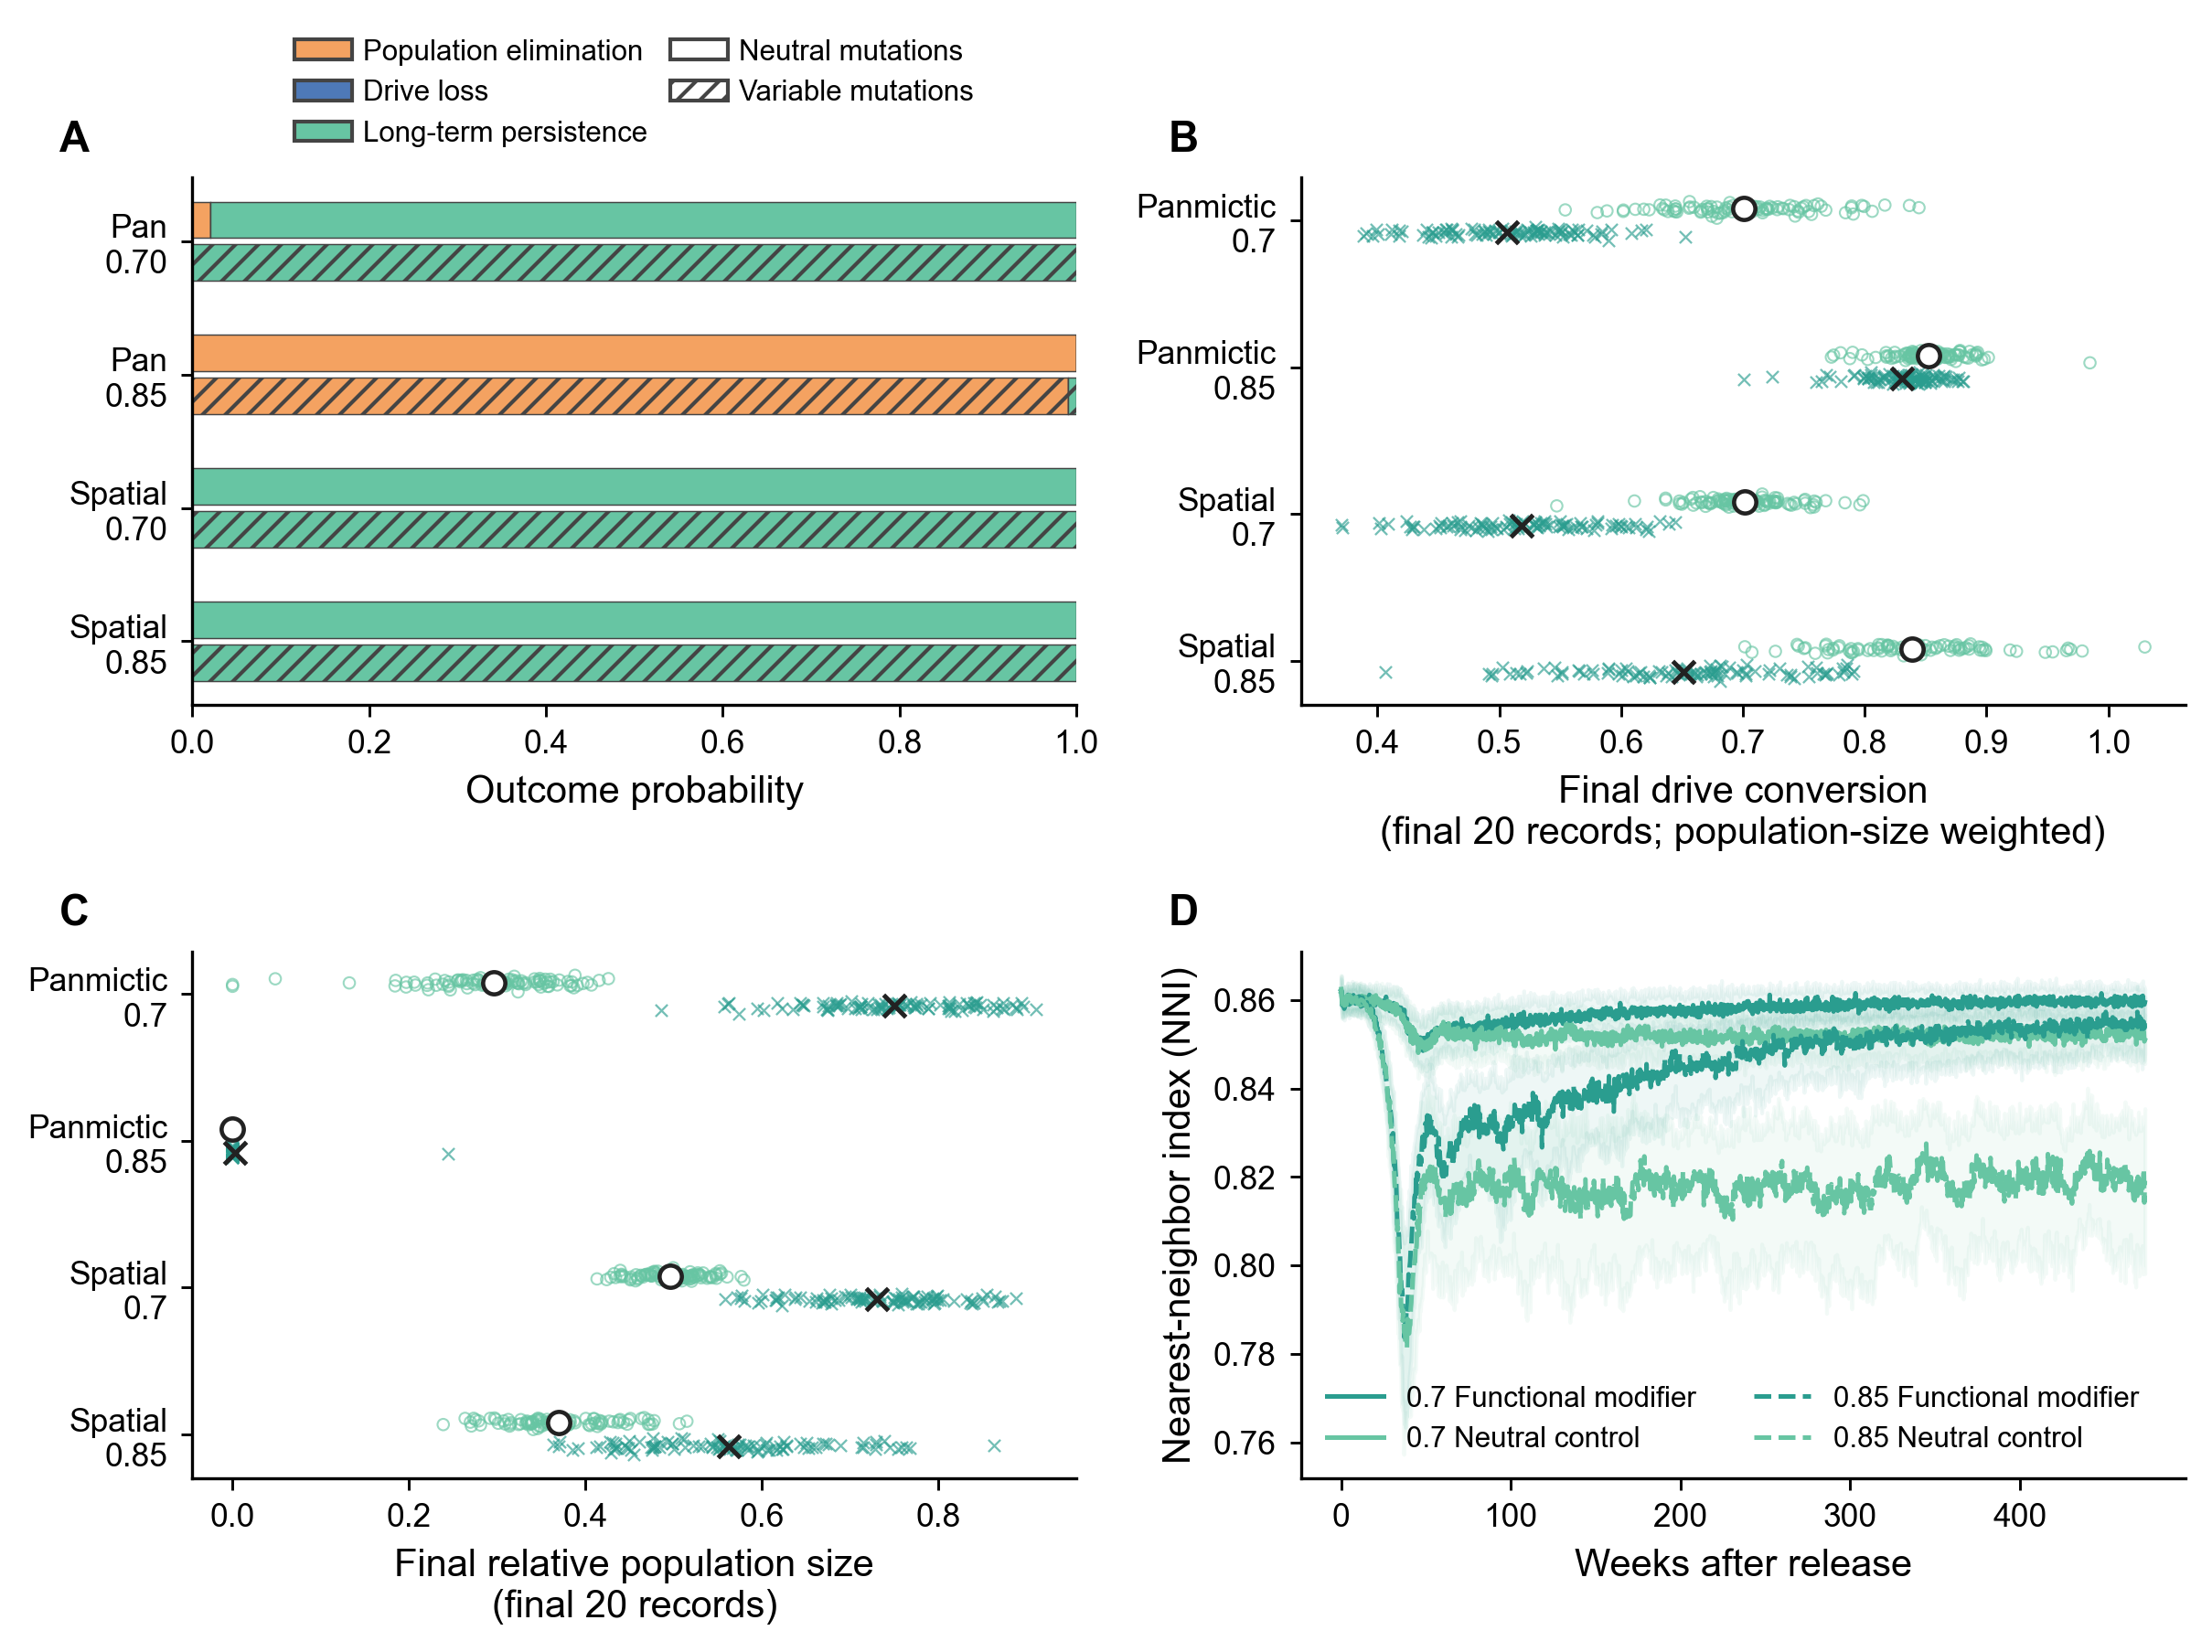 Population elimination
Drive loss
Long-term persistence
Neutral mutations
Variable mutations
A
Pan
0.70
Pan
0.85
Spatial
0.70
Spatial
0.85
0.0 0.2 0.4 0.6 0.8 1.0
Outcome probability
B
Panmictic
0.7
Panmictic
0.85
Spatial
0.7
Spatial
0.85
0.4 0.5 0.6 0.7 0.8 0.9 1.0
Final drive conversion
(final 20 records; population-size weighted)
C
Panmictic
0.7
Panmictic
0.85
Spatial
0.7
Spatial
0.85
0.0 0.2 0.4 0.6 0.8
Final relative population size
(final 20 records)
D
Nearest-neighbor index (NNI)
0.86
0.84
0.82
0.80
0.78
0.76
0.7 Functional modifier
0.7 Neutral control
0.85 Functional modifier
0.85 Neutral control
0 100 200 300 400
Weeks after release